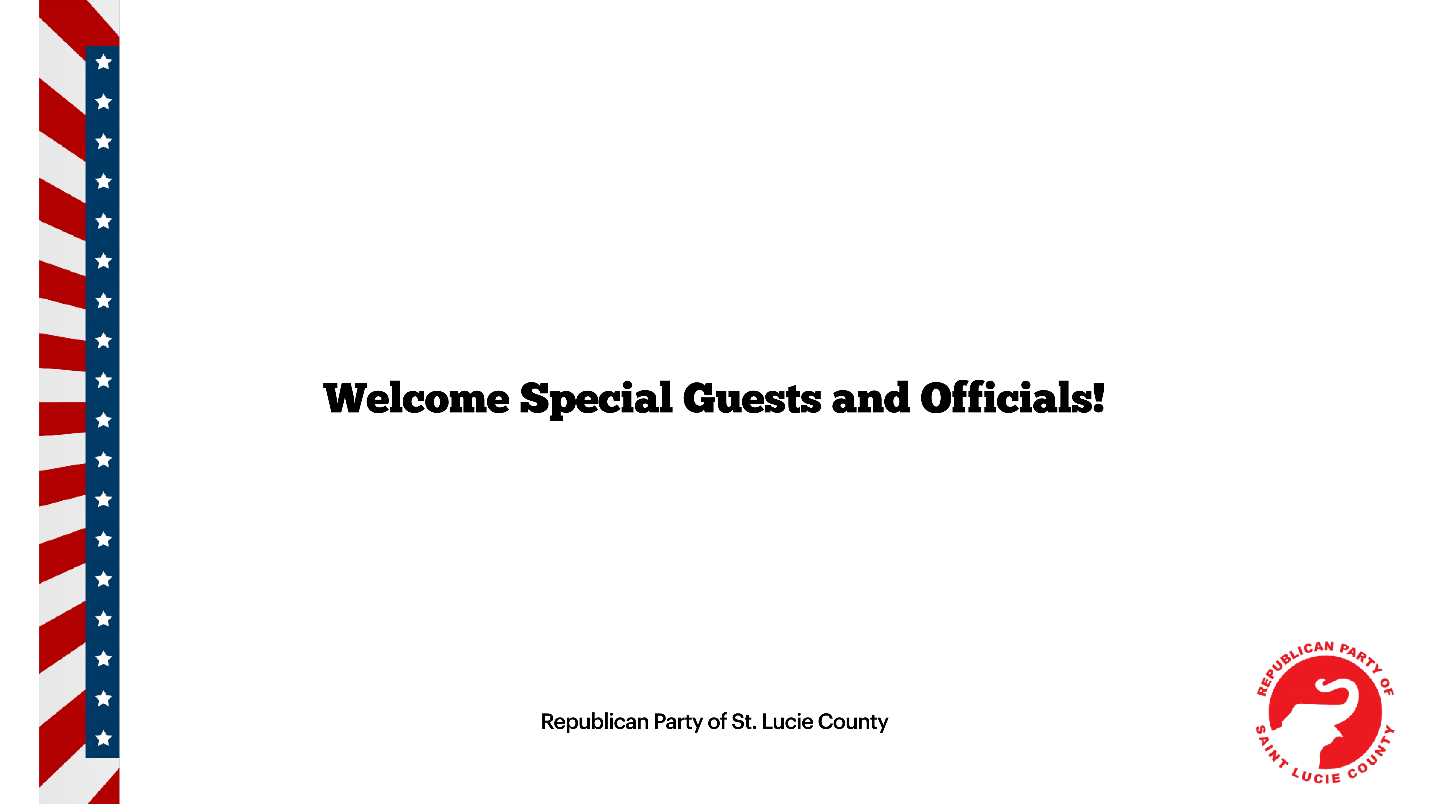 Welcome Special Guests and Officials!
Republican Party of St. Lucie County
REPUBLICAN PARTY OF
SAINT LUCIE COUNTY